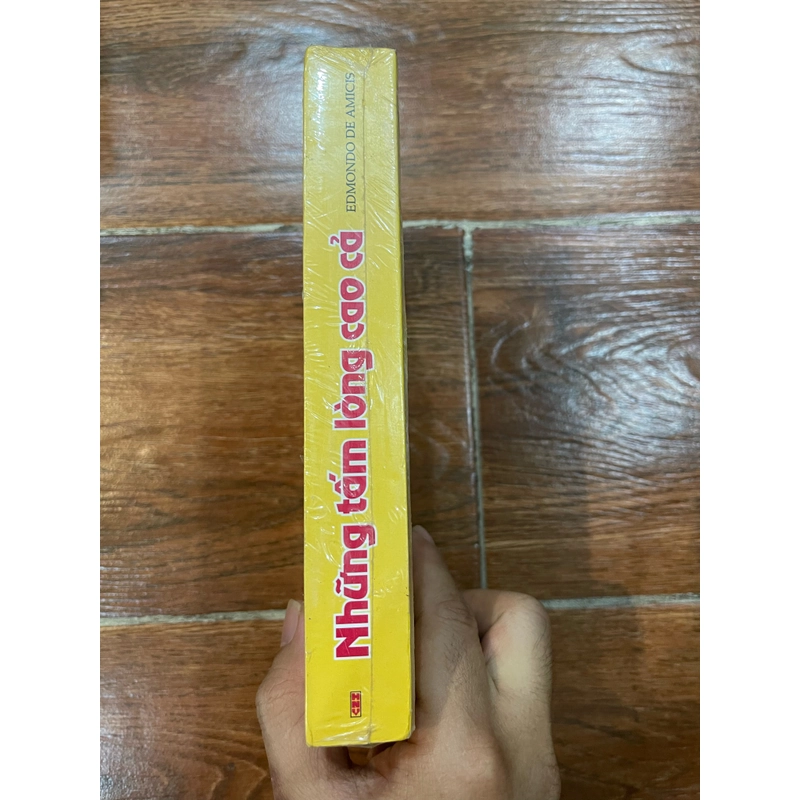 Những tấm lòng cao cả
EDMONDO DE AMICIS